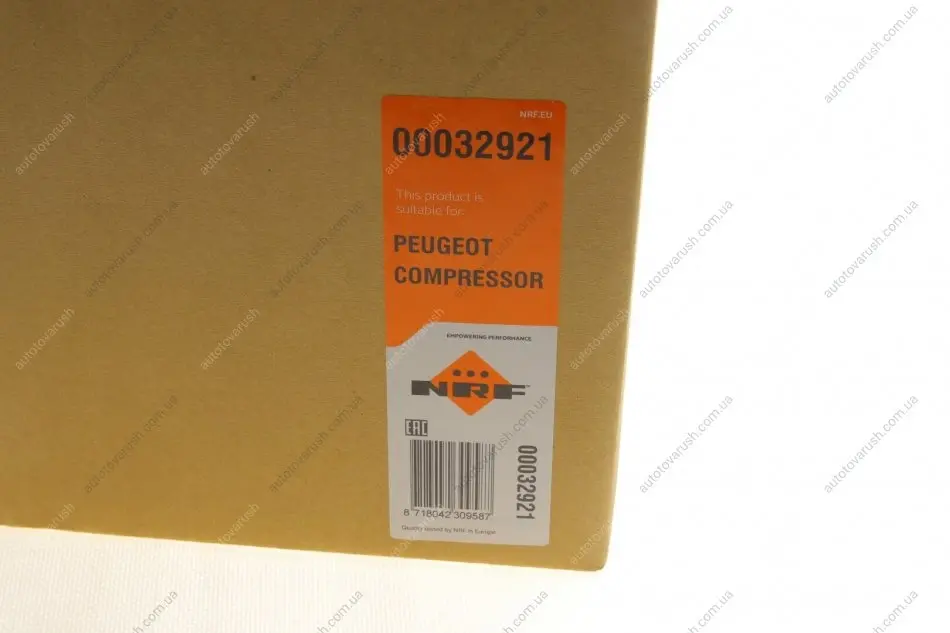 NRF.EU
00032921
This product is
suitable for:
PEUGEOT
COMPRESSOR
EMPOWERING PERFORMANCE
NRF
EAC
00032921
8 718042 309587
Quality tested by NRF in Europe
autotovarush.com.ua